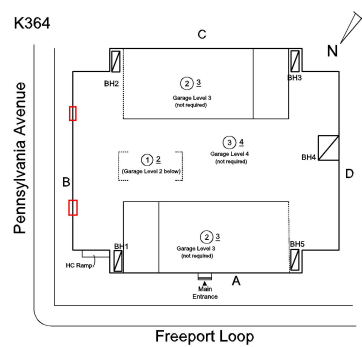 K364
C
N
BH2
② 3
Garage Level 3
(not required)
BH3
Pennsylvania Avenue
③ 4
Garage Level 4
(not required)
① 2
(Garage Level 2 below)
BH4
B
D
② 3
Garage Level 3
(not required)
BH1
BH5
HC Ramp
A
Main
Entrance
Freeport Loop